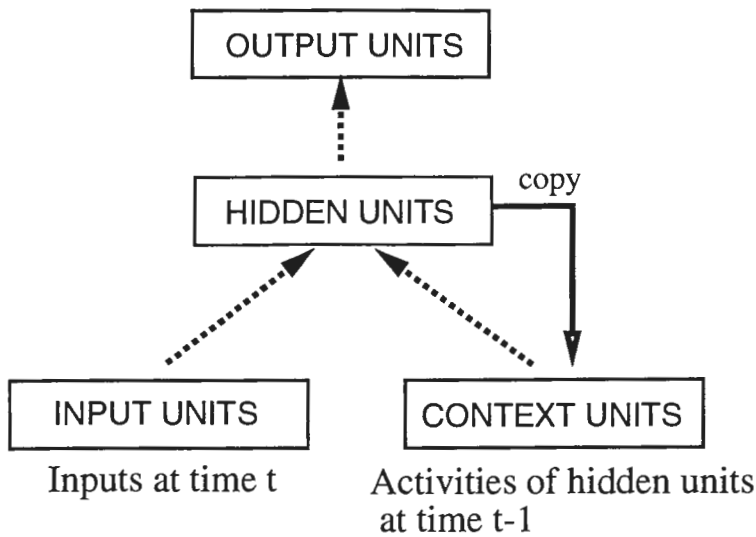 OUTPUT UNITS
copy
HIDDEN UNITS
INPUT UNITS
CONTEXT UNITS
Inputs at time t
Activities of hidden units
at time t-1